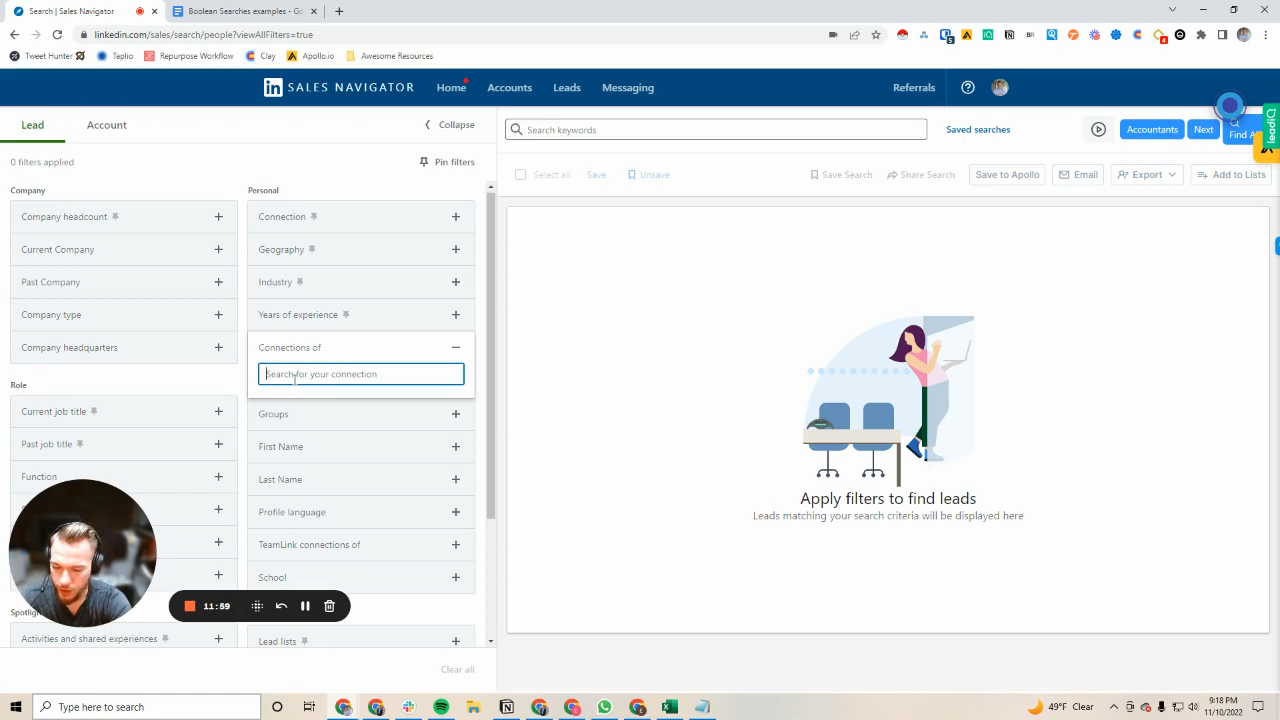 Search | Sales Navigator
Boolean Searches examples - Go
linkedin.com/sales/search/people?viewAllFilters=true
Tweet Hunter
Taplio
Repurpose Workflow
Clay
Apollo.io
Awesome Resources
in SALES NAVIGATOR
Home
Accounts
Leads
Messaging
Referrals
Lead
Account
Collapse
Search keywords
Saved searches
Accountants
Next
Find A
Upael
0 filters applied
Pin filters
Select all
Save
Unsave
Save Search
Share Search
Save to Apollo
Email
Export
Add to Lists
Company
Company headcount
Current Company
Past Company
Company type
Company headquarters
Role
Current job title
Past job title
Function
Spotlig
Activities and shared experiences
Personal
Connection
Geography
Industry
Years of experience
Connections of
Search for your connection
Groups
First Name
Last Name
Profile language
TeamLink connections of
School
Lead lists
Clear all
Apply filters to find leads
Leads matching your search criteria will be displayed here
11:59
Type here to search
49°F Clear
9:18 PM
11/10/2022